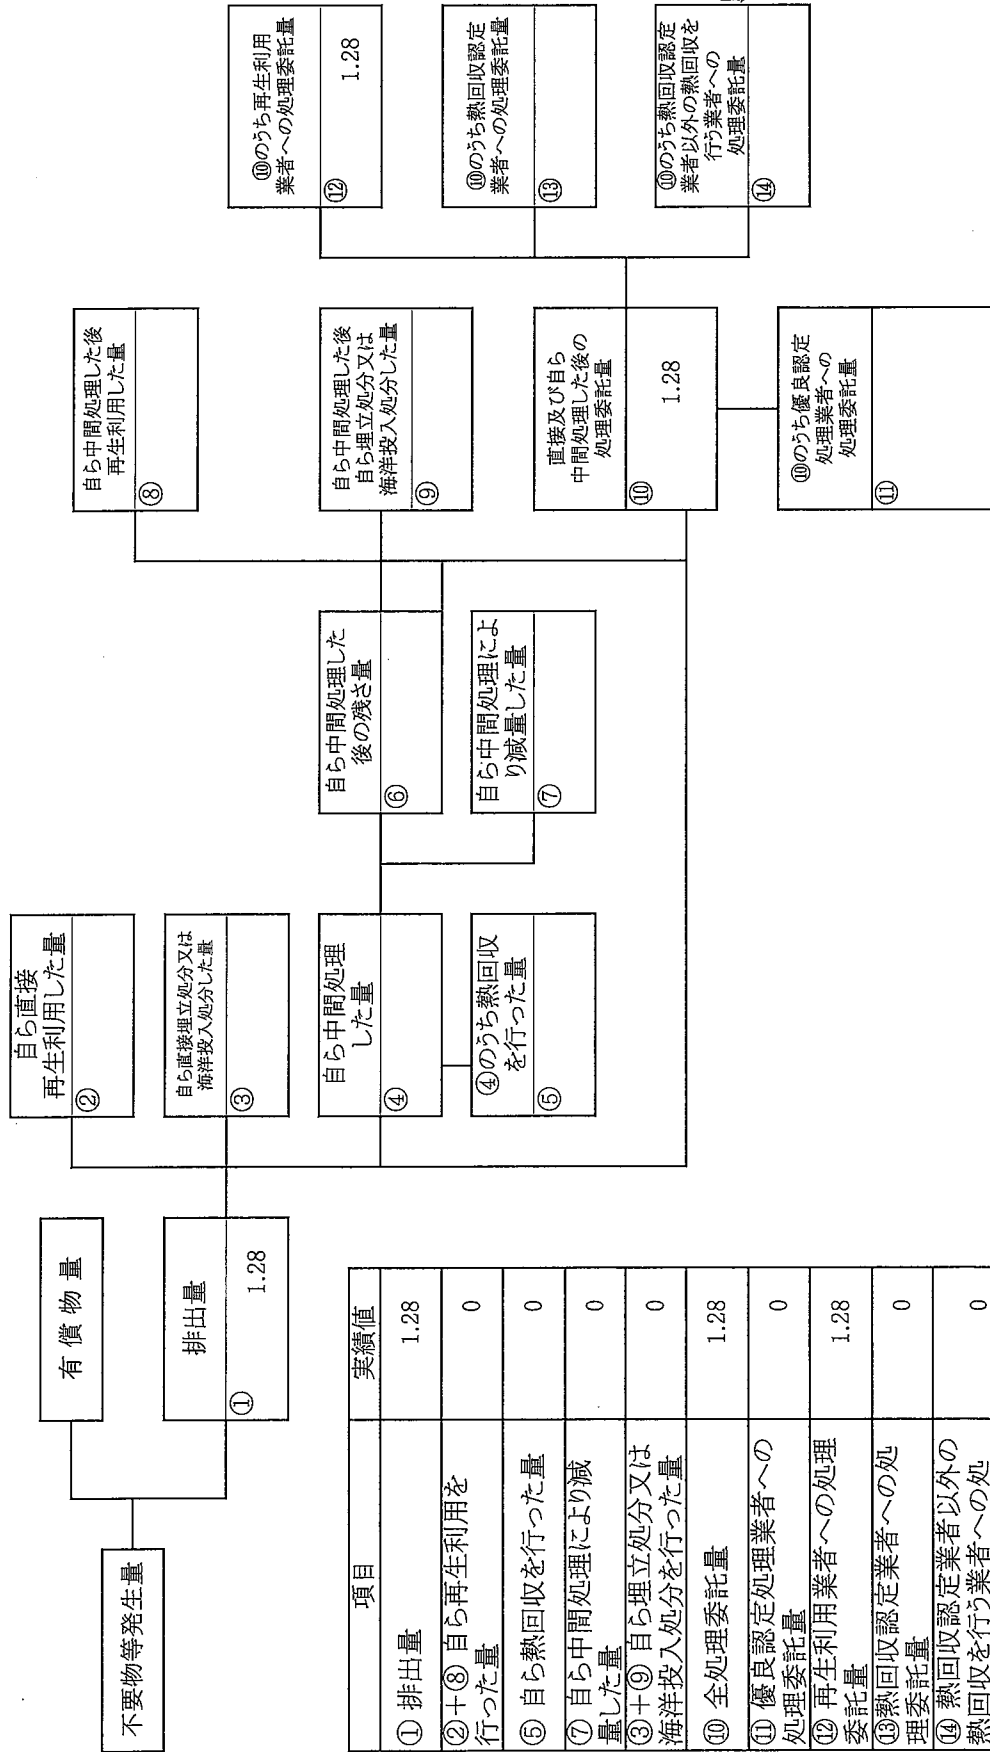 不要物等発生量
有償物量
排出量
① 1.28
自ら直接
再生利用した量
②
自ら直接埋立処分又は
海洋投入処分した量
③
自ら中間処理
した量
④
④のうち熱回収
を行った量
⑤
自ら中間処理した
後の残さ量
⑥
自ら中間処理によ
り減量した量
⑦
自ら中間処理した後
再生利用した量
⑧
自ら中間処理した後
自ら埋立処分又は
海洋投入処分した量
⑨
直接及び自ら
中間処理した後の
処理委託量
⑩ 1.28
⑩のうち優良認定
処理業者への
処理委託量
⑪
⑩のうち再生利用
業者への処理委託量
⑫ 1.28
⑩のうち熱回収認定
業者への処理委託量
⑬
⑩のうち熱回収認定
業者以外の熱回収を
行う業者への
処理委託量
⑭
項目 実績値
① 排出量 1.28
②+⑧ 自ら再生利用を
行った量 0
⑤ 自ら熱回収を行った量 0
⑦ 自ら中間処理により減
量した量 0
③+⑨ 自ら埋立処分又は
海洋投入処分を行った量 0
⑩ 全処理委託量 1.28
⑪ 優良認定処理業者への
処理委託量 0
⑫ 再生利用業者への処理
委託量 1.28
⑬熱回収認定業者への処
理委託量 0
⑭ 熱回収認定業者以外の
熱回収を行う業者への処 0